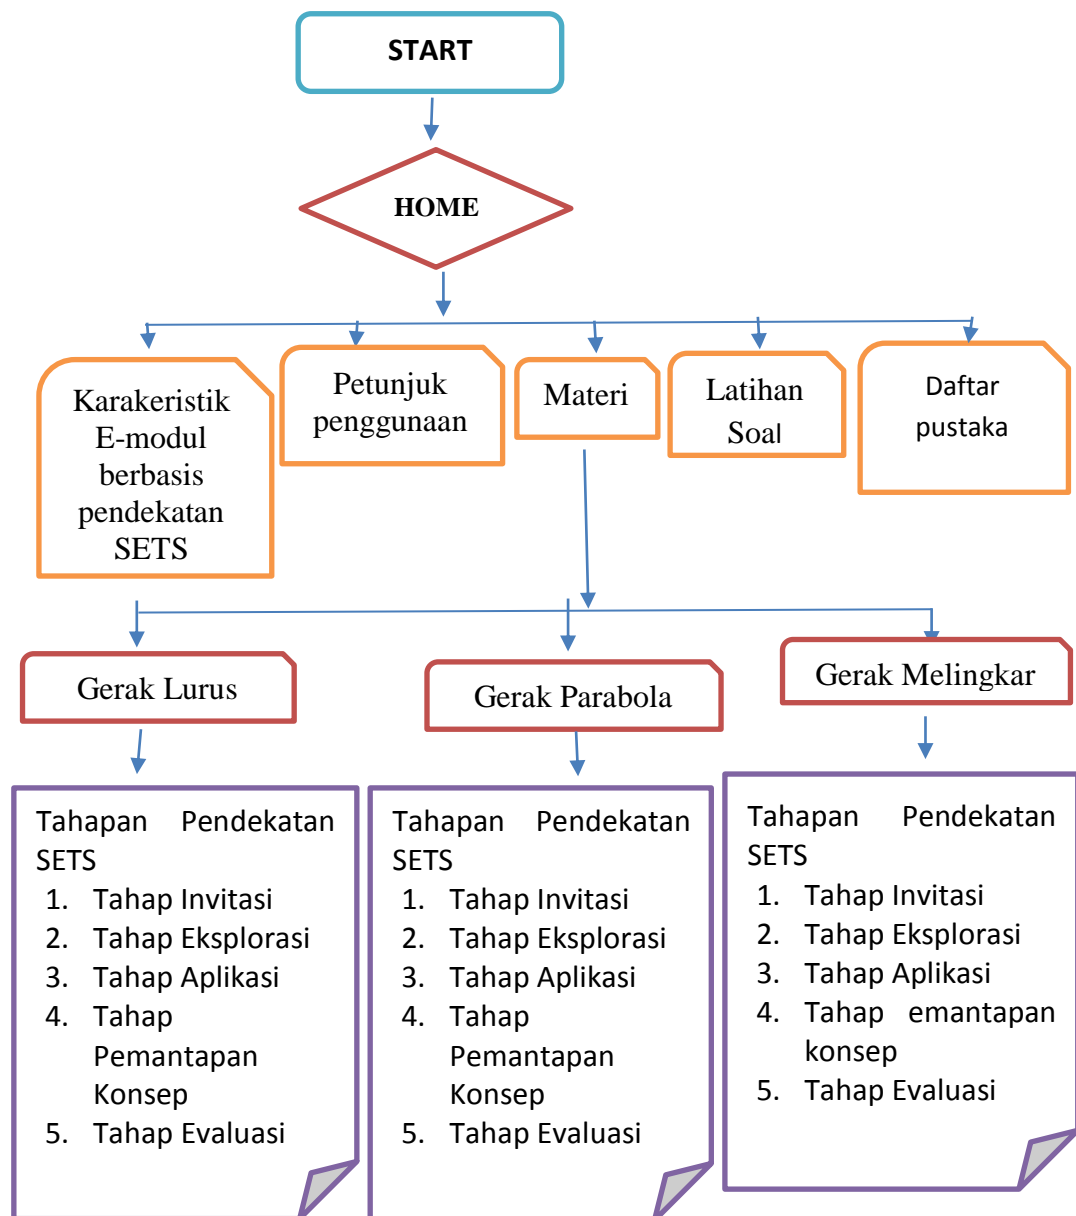 START
HOME
Karakeristik
E-modul
berbasis
pendekatan
SETS
Petunjuk
penggunaan
Materi
Latihan
Soal
Daftar
pustaka
Gerak Lurus
Gerak Parabola
Gerak Melingkar
Tahapan Pendekatan
SETS
1. Tahap Invitasi
2. Tahap Eksplorasi
3. Tahap Aplikasi
4. Tahap
Pemantapan
Konsep
5. Tahap Evaluasi
Tahapan Pendekatan
SETS
1. Tahap Invitasi
2. Tahap Eksplorasi
3. Tahap Aplikasi
4. Tahap
Pemantapan
Konsep
5. Tahap Evaluasi
Tahapan Pendekatan
SETS
1. Tahap Invitasi
2. Tahap Eksplorasi
3. Tahap Aplikasi
4. Tahap emantapan
konsep
5. Tahap Evaluasi